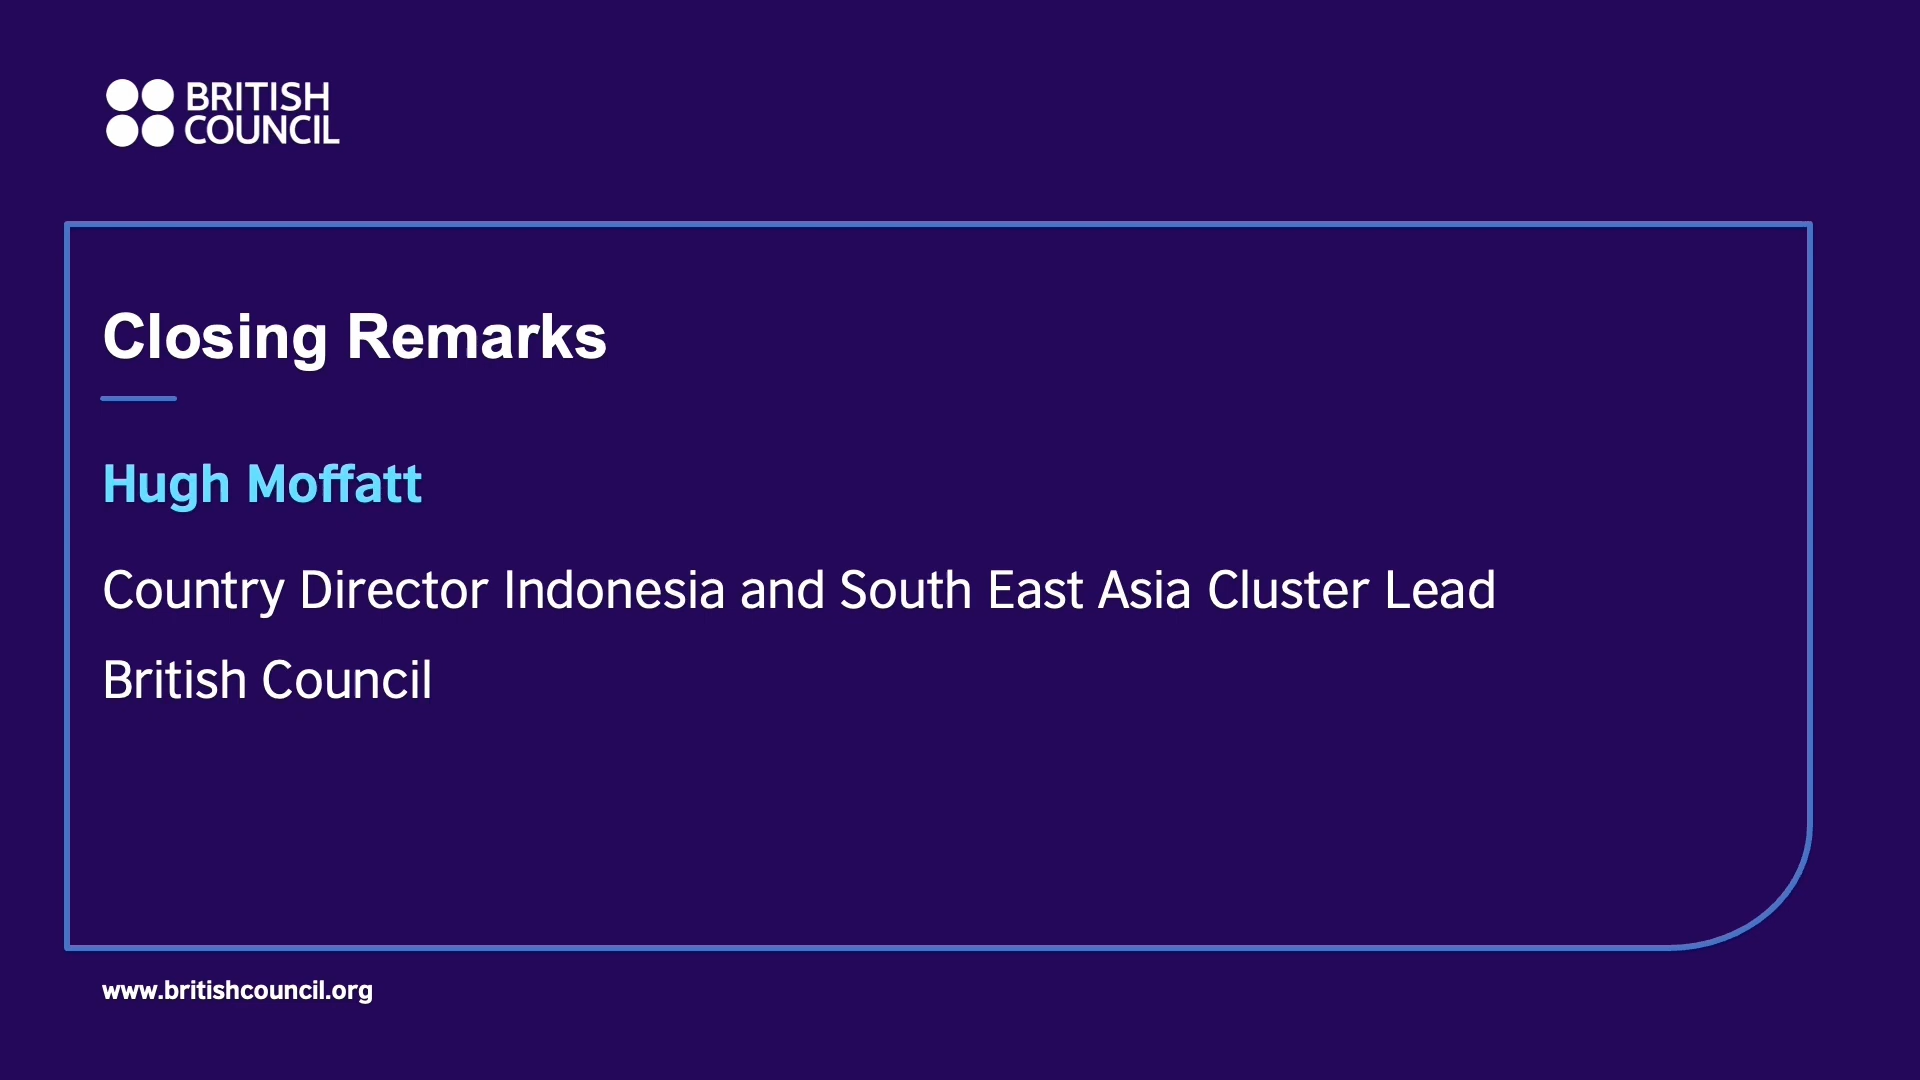 BRITISH
COUNCIL
Closing Remarks
Hugh Moffatt
Country Director Indonesia and South East Asia Cluster Lead
British Council
www.britishcouncil.org